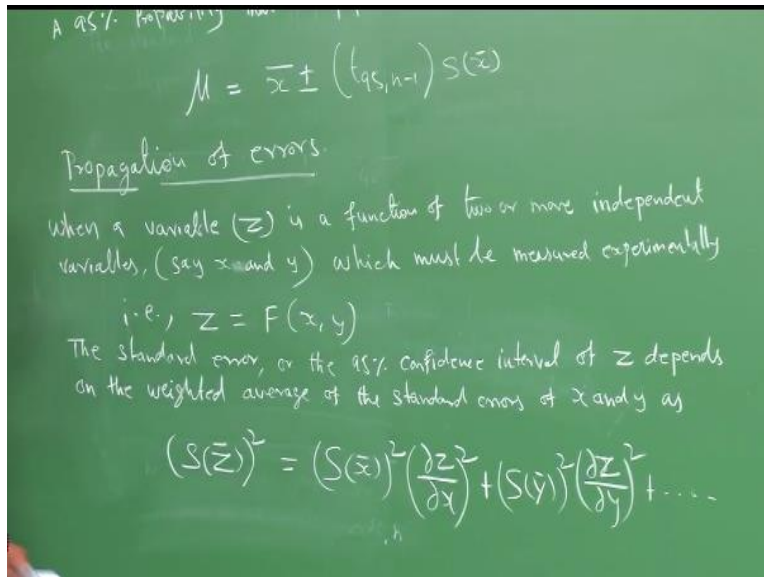 A 95%
μ = x̄ ± (t95,n-1) S(x̄)
Propagation of errors.
When a variable (Z) is a function of two or more independent
variables, (say x and y) which must be measured experimentally
i.e., Z = F(x, y)
The standard error, or the 95% confidence interval of Z depends
on the weighted average of the standard errors of x and y as
(S(Z̄))² = (S(x̄))² (∂Z/∂x)² + (S(ȳ))² (∂Z/∂y)² + ....